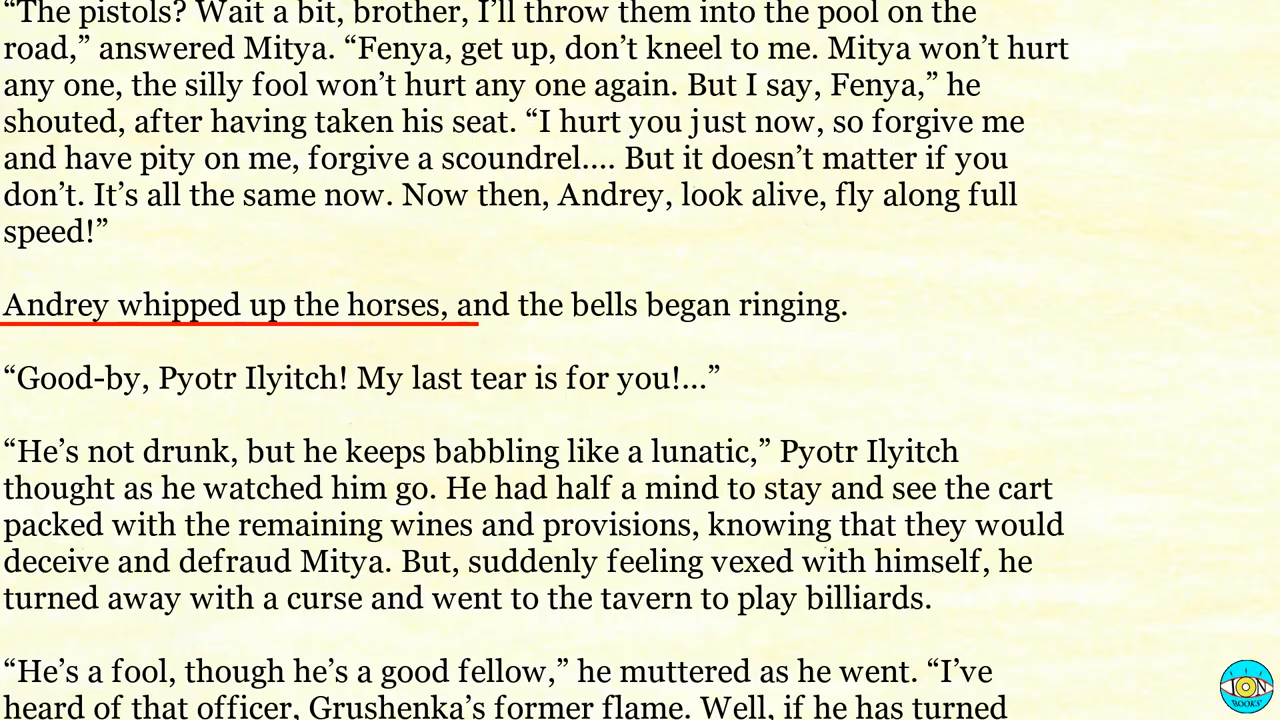 “The pistols? Wait a bit, brother, I’ll throw them into the pool on the
road,” answered Mitya. “Fenya, get up, don’t kneel to me. Mitya won’t hurt
any one, the silly fool won’t hurt any one again. But I say, Fenya,” he
shouted, after having taken his seat. “I hurt you just now, so forgive me
and have pity on me, forgive a scoundrel.... But it doesn’t matter if you
don’t. It’s all the same now. Now then, Andrey, look alive, fly along full
speed!”
Andrey whipped up the horses, and the bells began ringing.
“Good-by, Pyotr Ilyitch! My last tear is for you!...”
“He’s not drunk, but he keeps babbling like a lunatic,” Pyotr Ilyitch
thought as he watched him go. He had half a mind to stay and see the cart
packed with the remaining wines and provisions, knowing that they would
deceive and defraud Mitya. But, suddenly feeling vexed with himself, he
turned away with a curse and went to the tavern to play billiards.
“He’s a fool, though he’s a good fellow,” he muttered as he went. “I’ve
heard of that officer, Grushenka’s former flame. Well, if he has turned
ION
BOOKS